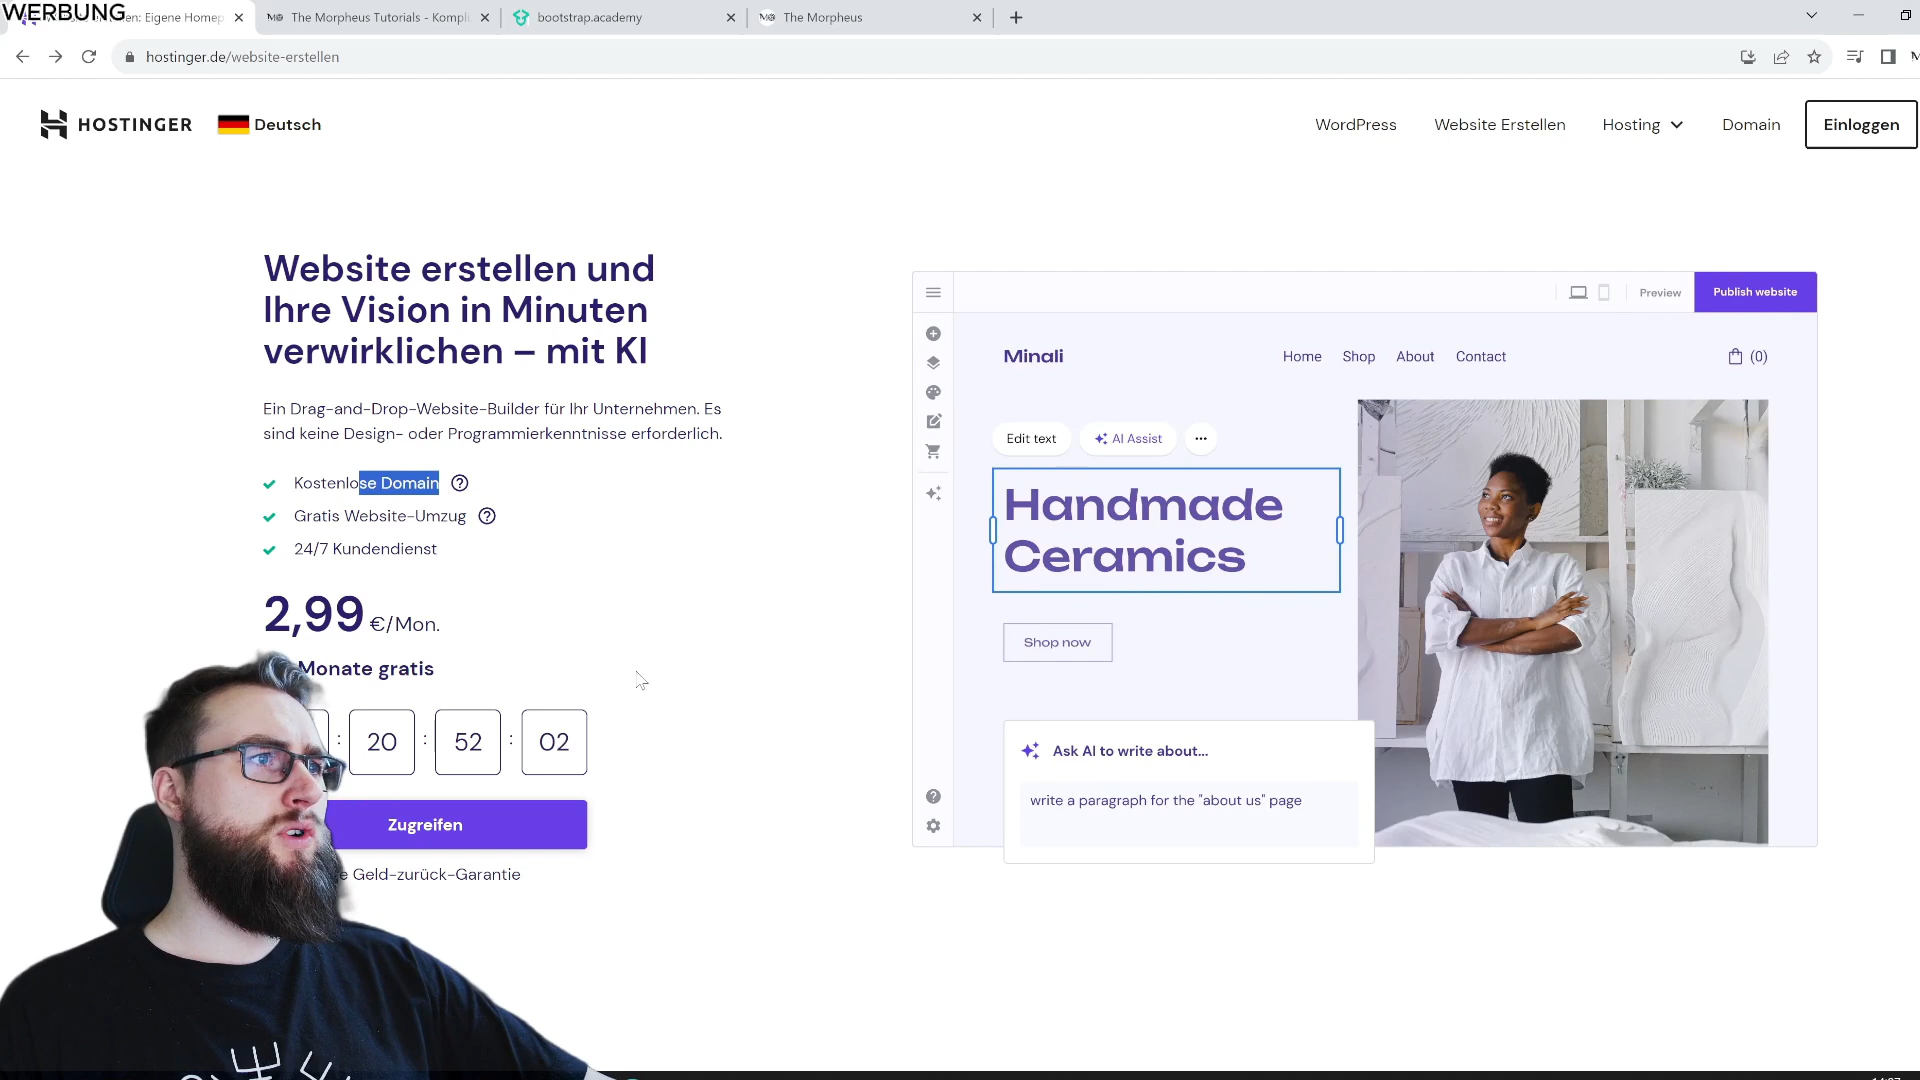 WERBUNG
The Morpheus Tutorials - Kompli
bootstrap.academy
The Morpheus
hostinger.de/website-erstellen
HOSTINGER
Deutsch
WordPress
Website Erstellen
Hosting
Domain
Einloggen
Website erstellen und
Ihre Vision in Minuten
verwirklichen – mit KI
Ein Drag-and-Drop-Website-Builder für Ihr Unternehmen. Es
sind keine Design- oder Programmierkenntnisse erforderlich.
Kostenlose Domain
Gratis Website-Umzug
24/7 Kundendienst
2,99 €/Mon.
Monate gratis
: 20 : 52 : 02
Zugreifen
Geld-zurück-Garantie
Preview
Publish website
Minali
Home
Shop
About
Contact
(0)
Edit text
AI Assist
Handmade
Ceramics
Shop now
Ask AI to write about...
write a paragraph for the "about us" page